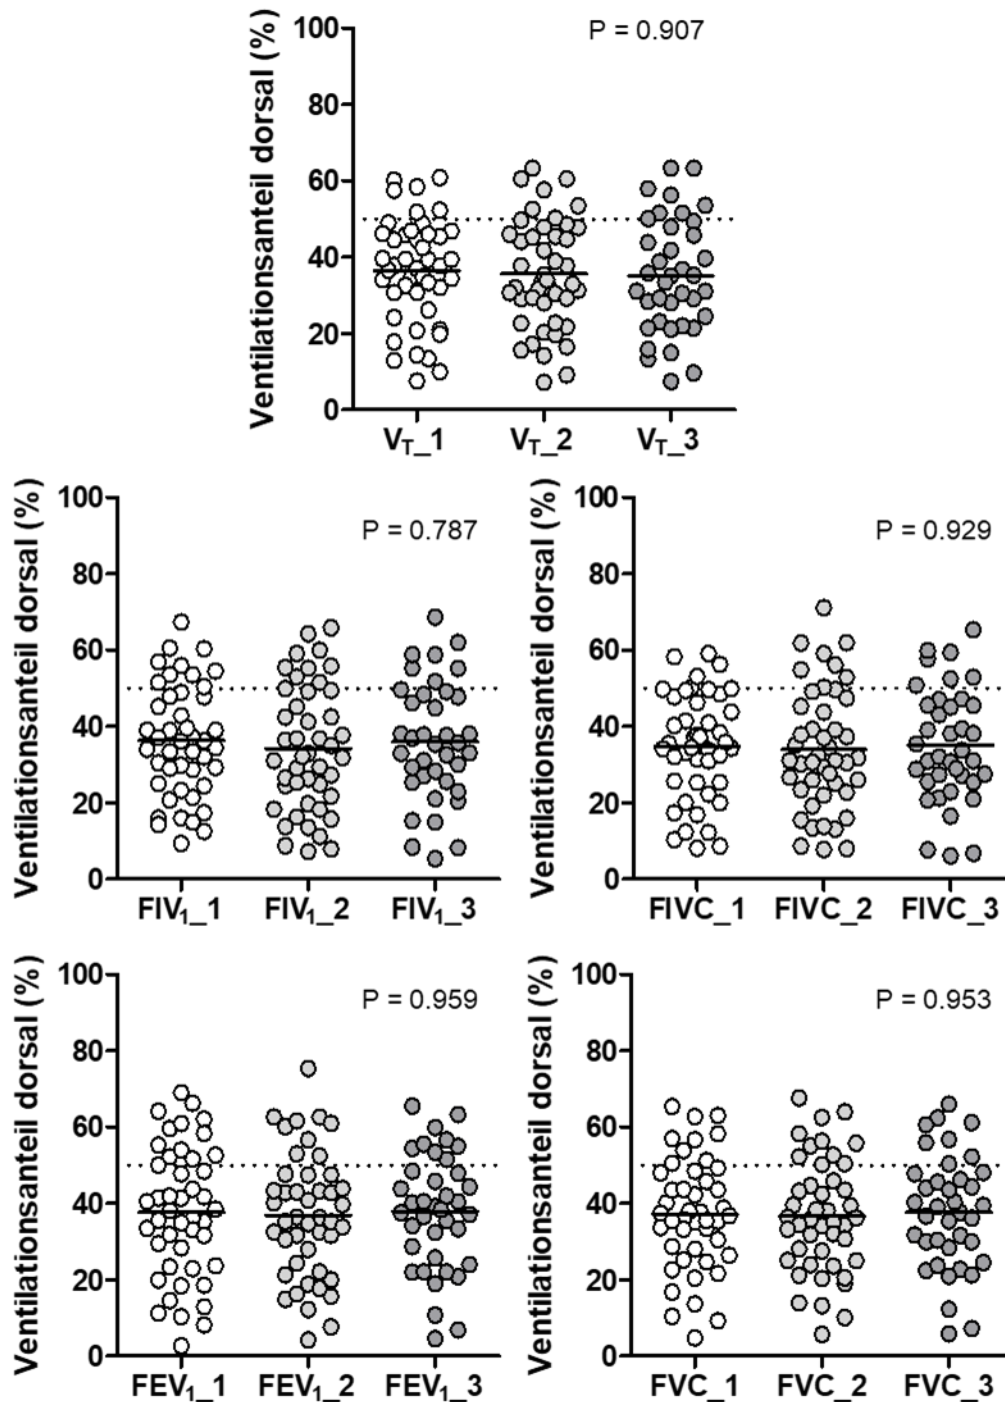 Ventilationsanteil dorsal (%)
100
80
60
40
20
0
P = 0.907
V_T_1 V_T_2 V_T_3
Ventilationsanteil dorsal (%)
100
80
60
40
20
0
P = 0.787
FIV₁_1 FIV₁_2 FIV₁_3
Ventilationsanteil dorsal (%)
100
80
60
40
20
0
P = 0.929
FIVC_1 FIVC_2 FIVC_3
Ventilationsanteil dorsal (%)
100
80
60
40
20
0
P = 0.959
FEV₁_1 FEV₁_2 FEV₁_3
Ventilationsanteil dorsal (%)
100
80
60
40
20
0
P = 0.953
FVC_1 FVC_2 FVC_3